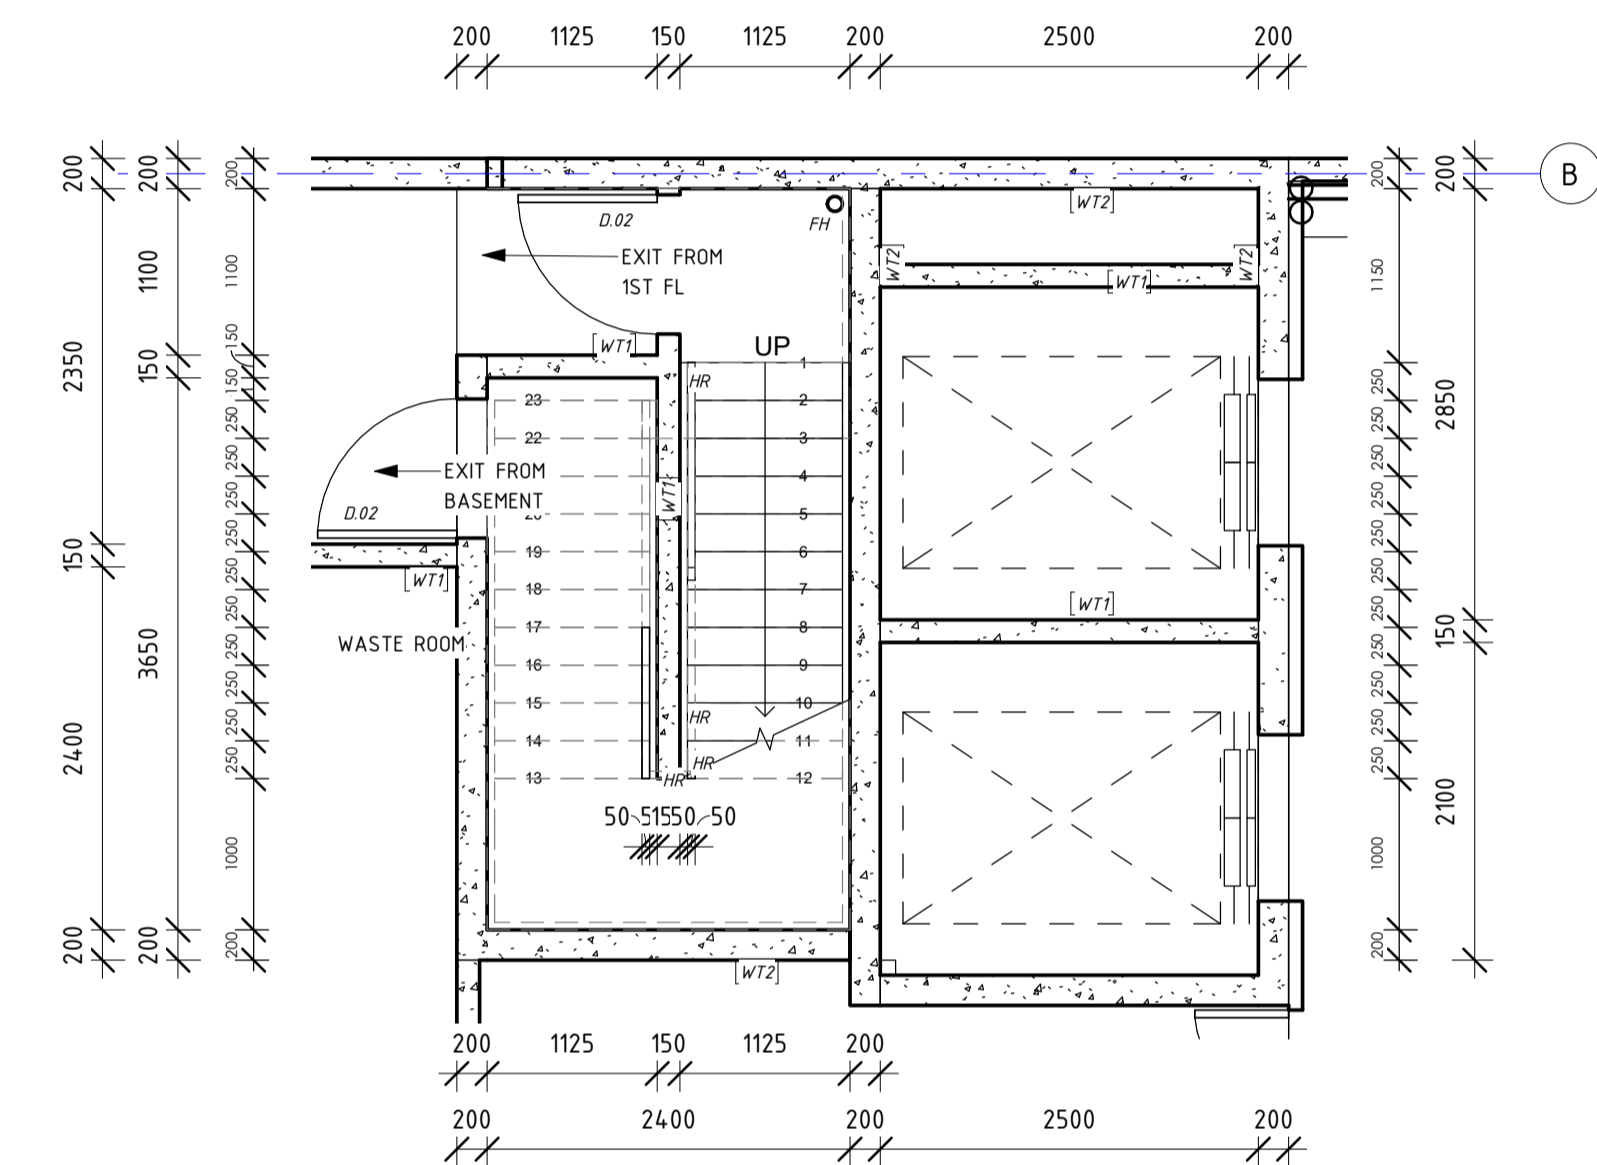 200 1125 150 1125 200 2500 200
200 200 200 200 200
B
WT2
D.02
FH
EXIT FROM
1ST FL
WT2 WT2
1100 1100 1150
WT1
WT1
UP
2350 150 150 150
1
HR
23 2
22 3
4
EXIT FROM
BASEMENT
WT1
D.02
5
19 6
18 7
17 8
16 9
15 10
14 11
13 12
250 250 250 250 250 250 250 250 250 250
250 250 250 250 250 250 250 250 250 250 250
2850
150
WT1
WT1
150
WASTE ROOM
3650
HR
HR
HR
2400
50 50 50
2100
1000 1000
200 200 200 200
WT2
200 1125 150 1125 200
200 2400 200 2500 200